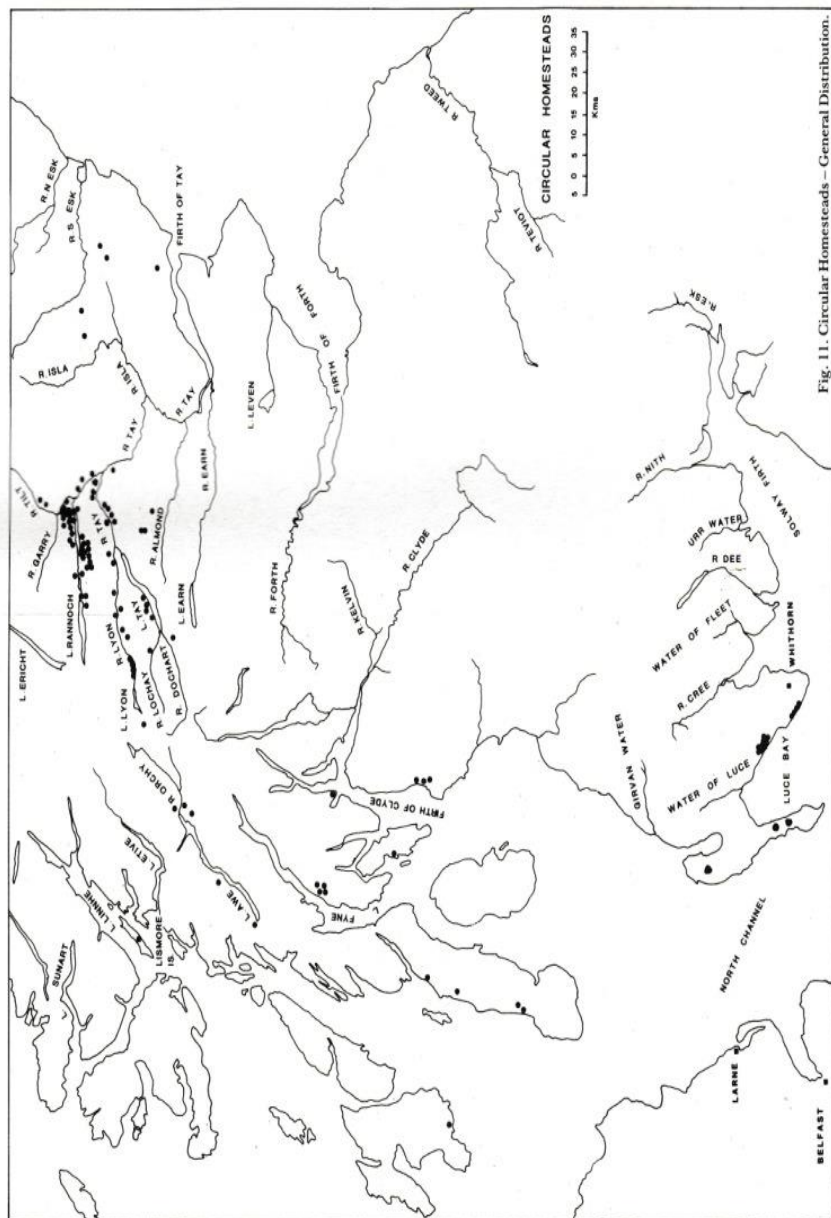 R. N ESK
R. S. ESK
FIRTH OF TAY
R. ISLA
R. ISLA
R. TAY
R. TAY
R. TILT
R. GARRY
R. TAY
L. RANNOCH
L. ERICHT
R. LYON
L. LYON
L. TAY
R. LOCHAY
R. DOCHART
R. ALMOND
R. EARN
L. EARN
L. LEVEN
FIRTH OF FORTH
R. FORTH
R. KELVIN
R. CLYDE
R. ORCHY
L. ETIVE
L. LINNHE
SUNART
LISMORE
IS.
L. AWE
L. FYNE
FIRTH OF CLYDE
R. TWEED
R. TEVIOT
CIRCULAR HOMESTEADS
5 0 5 10 15 20 25 30 35
Kms
R. ESK
R. NITH
SOLWAY FIRTH
URR WATER
R DEE
WATER OF FLEET
R. CREE
WHITHORN
WATER OF LUCE
LUCE BAY
GIRVAN WATER
NORTH CHANNEL
LARNE
BELFAST
Fig. 11. Circular Homesteads – General Distribution.